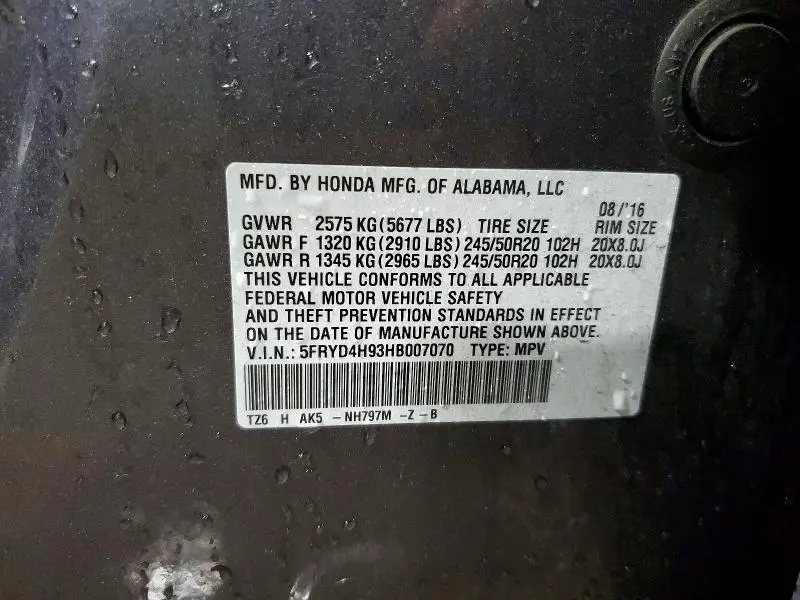 MFD. BY HONDA MFG. OF ALABAMA, LLC
08/'16
GVWR 2575 KG(5677 LBS) TIRE SIZE RIM SIZE
GAWR F 1320 KG(2910 LBS) 245/50R20 102H 20X8.0J
GAWR R 1345 KG(2965 LBS) 245/50R20 102H 20X8.0J
THIS VEHICLE CONFORMS TO ALL APPLICABLE
FEDERAL MOTOR VEHICLE SAFETY
AND THEFT PREVENTION STANDARDS IN EFFECT
ON THE DATE OF MANUFACTURE SHOWN ABOVE.
V.I.N.: 5FRYD4H93HB007070 TYPE: MPV
TZ6 H AK5 -NH797M -Z -B